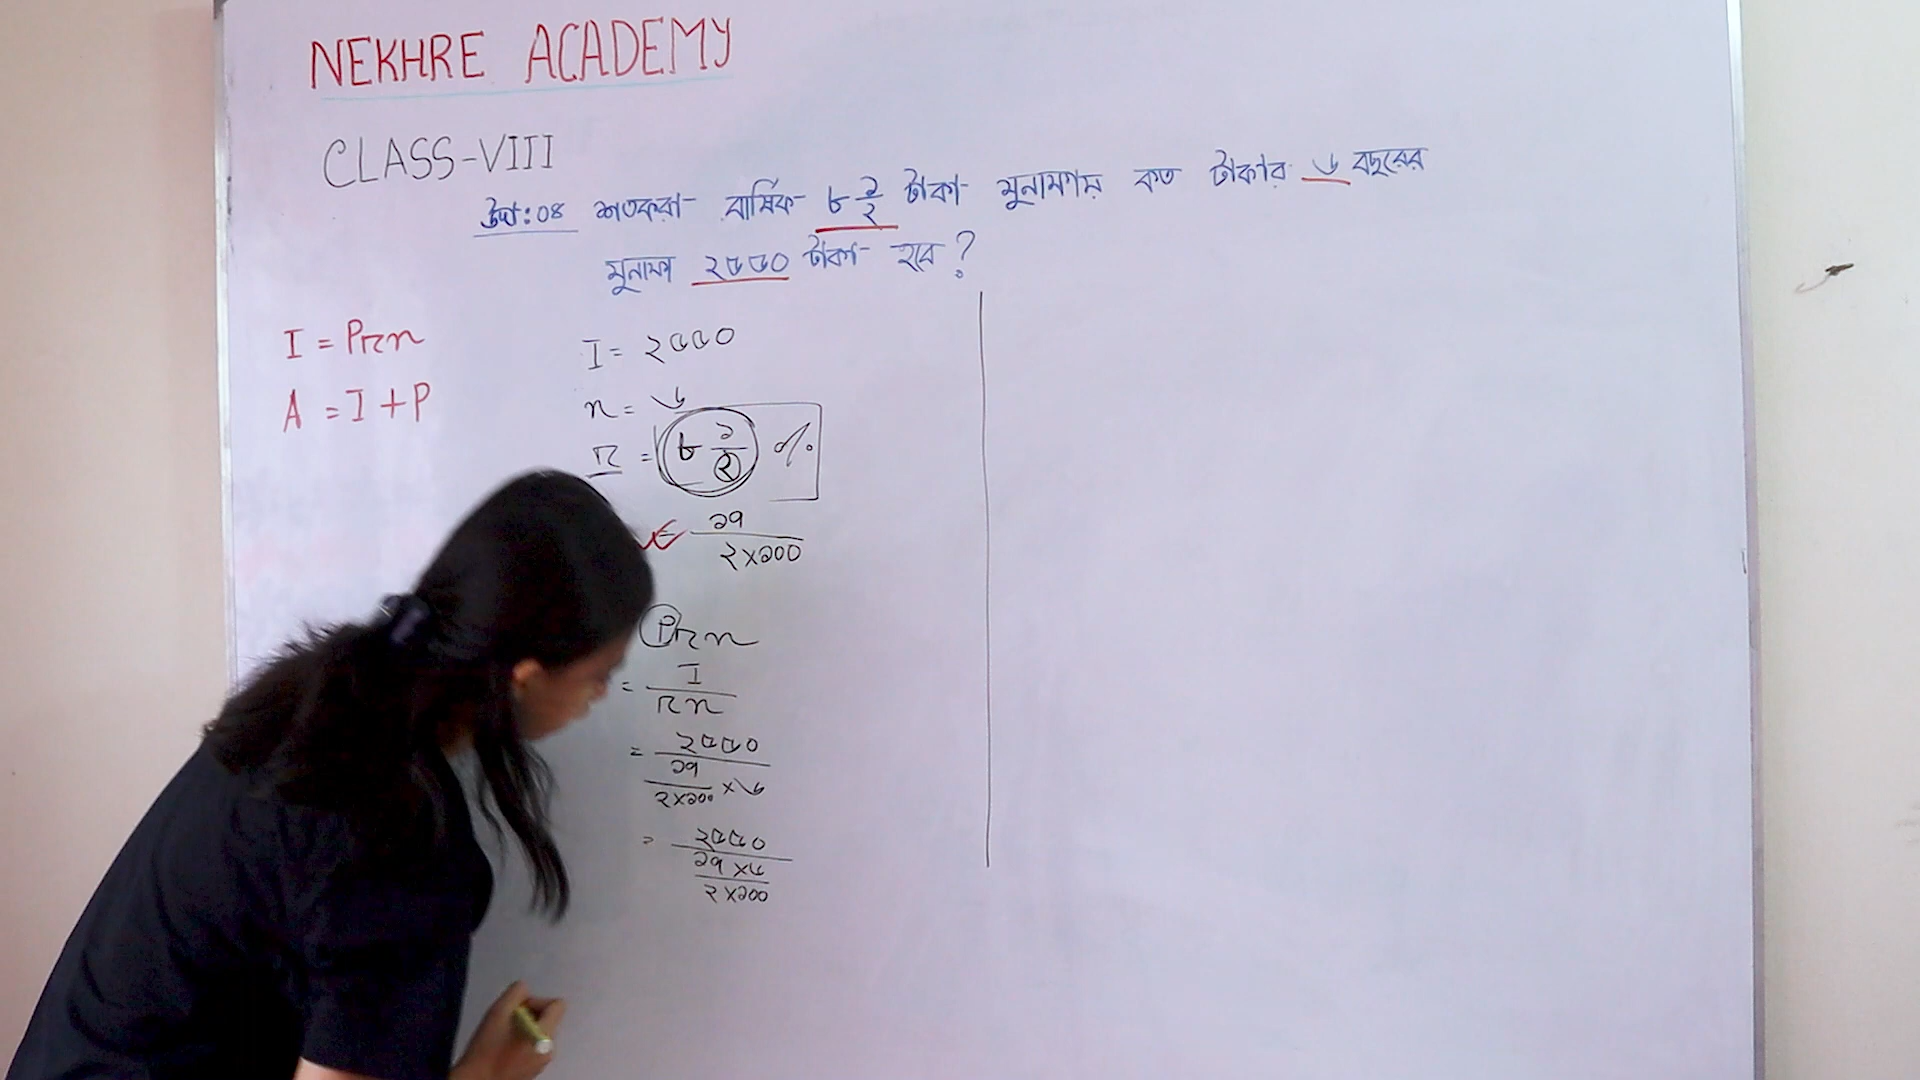 NEKHRE ACADEMY
CLASS-VIII
উদা: ০৪ শতকরা বার্ষিক ৮ ১/২ টাকা মুনাফায় কত টাকার ৬ বছরের
মুনাফা ২৫৫০ টাকা হবে?
I = Prn
A = I + P
I = ২৫৫০
n = ৬
r = ৮ ১/২ %
১৭ / ২×১০০
Prn
= I / rn
= ২৫৫০ / (১৭ / ২×১০০ × ৬)
= ২৫৫০ / (১৭ × ৬ / ২×১০০)